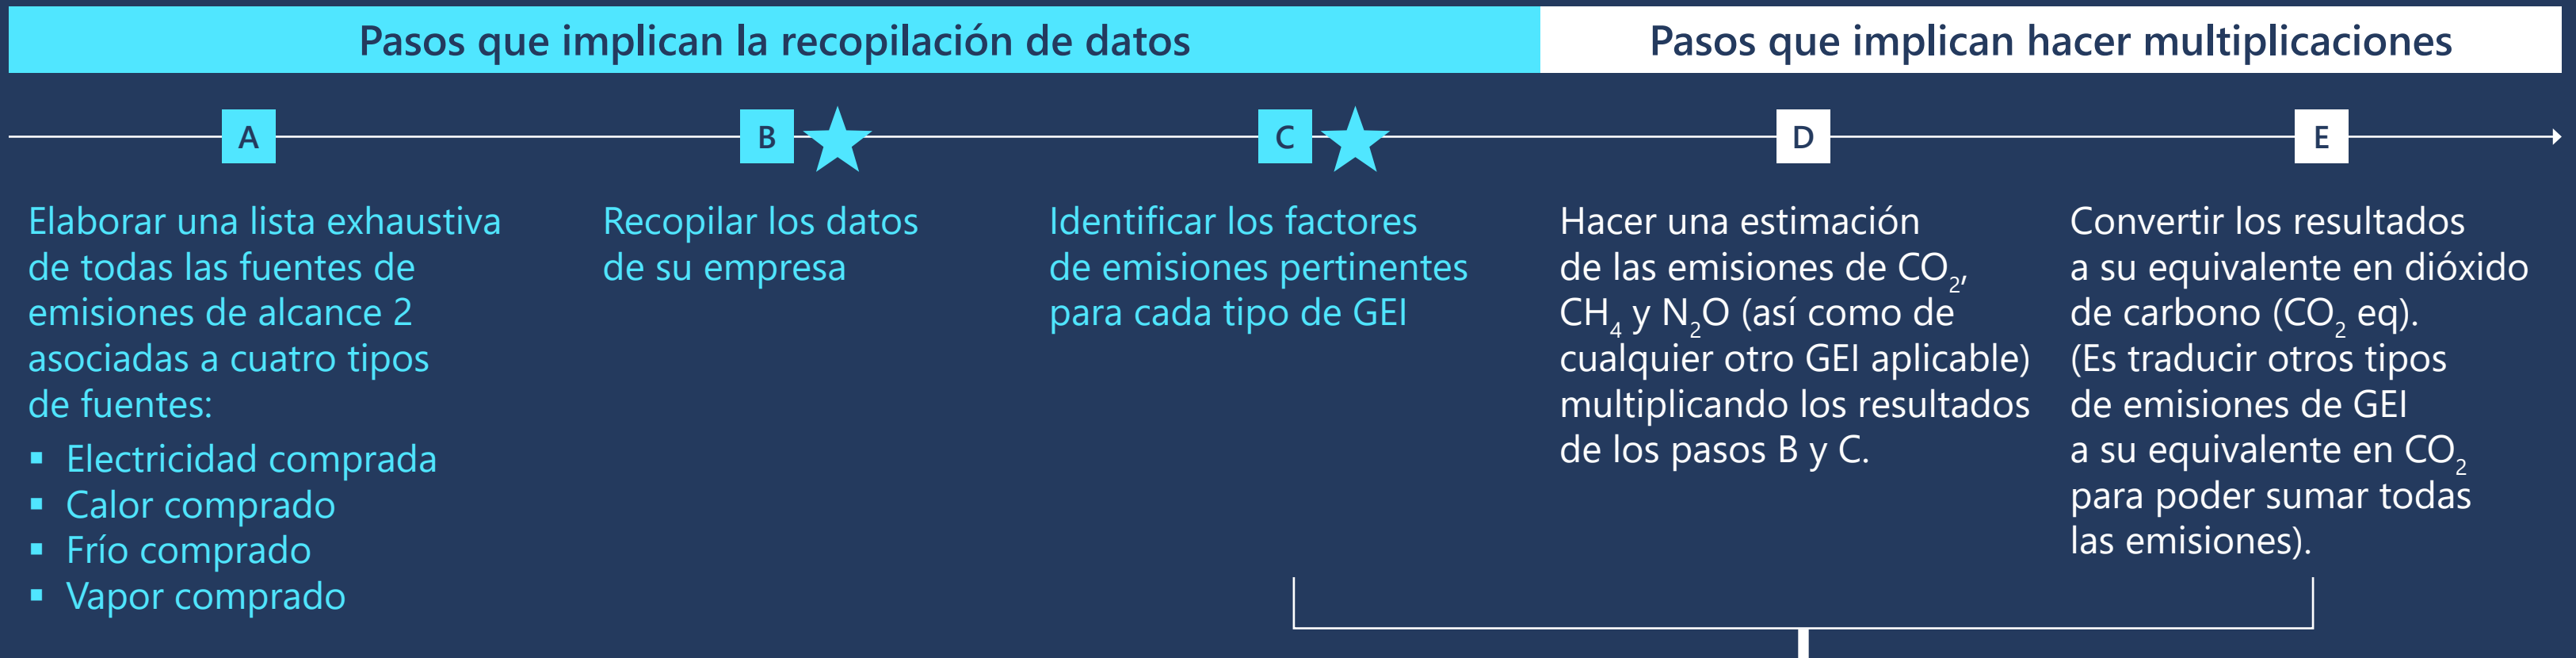 Pasos que implican la recopilación de datos
Pasos que implican hacer multiplicaciones
A
Elaborar una lista exhaustiva
de todas las fuentes de
emisiones de alcance 2
asociadas a cuatro tipos
de fuentes:
▪ Electricidad comprada
▪ Calor comprado
▪ Frío comprado
▪ Vapor comprado
B
Recopilar los datos
de su empresa
C
Identificar los factores
de emisiones pertinentes
para cada tipo de GEI
D
Hacer una estimación
de las emisiones de CO₂,
CH₄ y N₂O (así como de
cualquier otro GEI aplicable)
multiplicando los resultados
de los pasos B y C.
E
Convertir los resultados
a su equivalente en dióxido
de carbono (CO₂ eq).
(Es traducir otros tipos
de emisiones de GEI
a su equivalente en CO₂
para poder sumar todas
las emisiones).